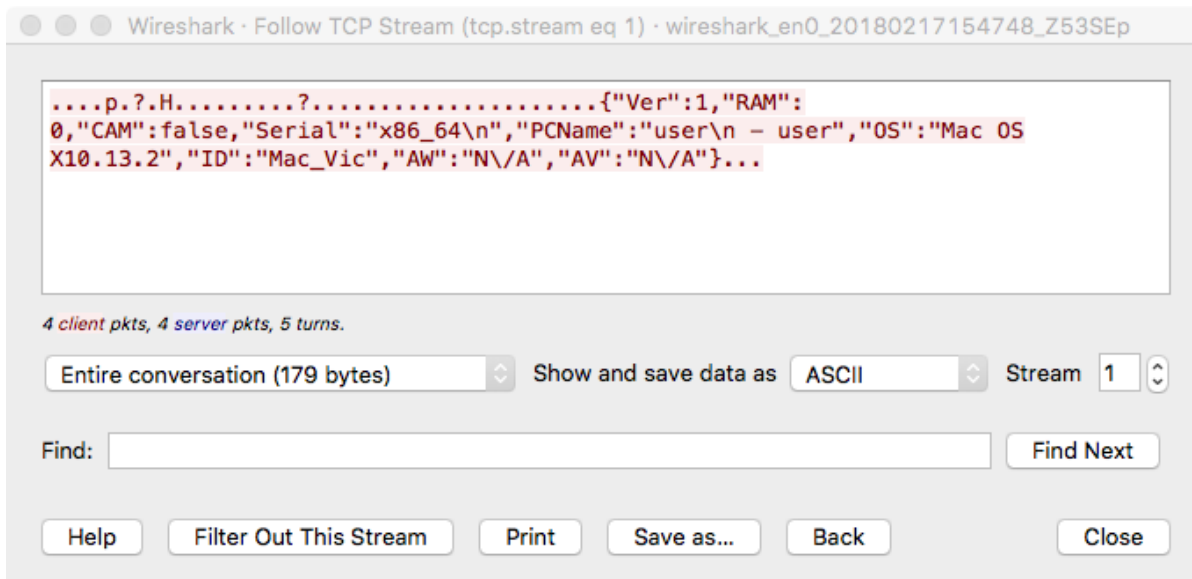 Wireshark · Follow TCP Stream (tcp.stream eq 1) · wireshark_en0_20180217154748_Z53SEp
....p.?.H.........?......................{"Ver":1,"RAM":
0,"CAM":false,"Serial":"x86_64\n","PCName":"user\n – user","OS":"Mac OS
X10.13.2","ID":"Mac_Vic","AW":"N\/A","AV":"N\/A"}...
4 client pkts, 4 server pkts, 5 turns.
Entire conversation (179 bytes) Show and save data as ASCII Stream 1
Find: Find Next
Help Filter Out This Stream Print Save as... Back Close